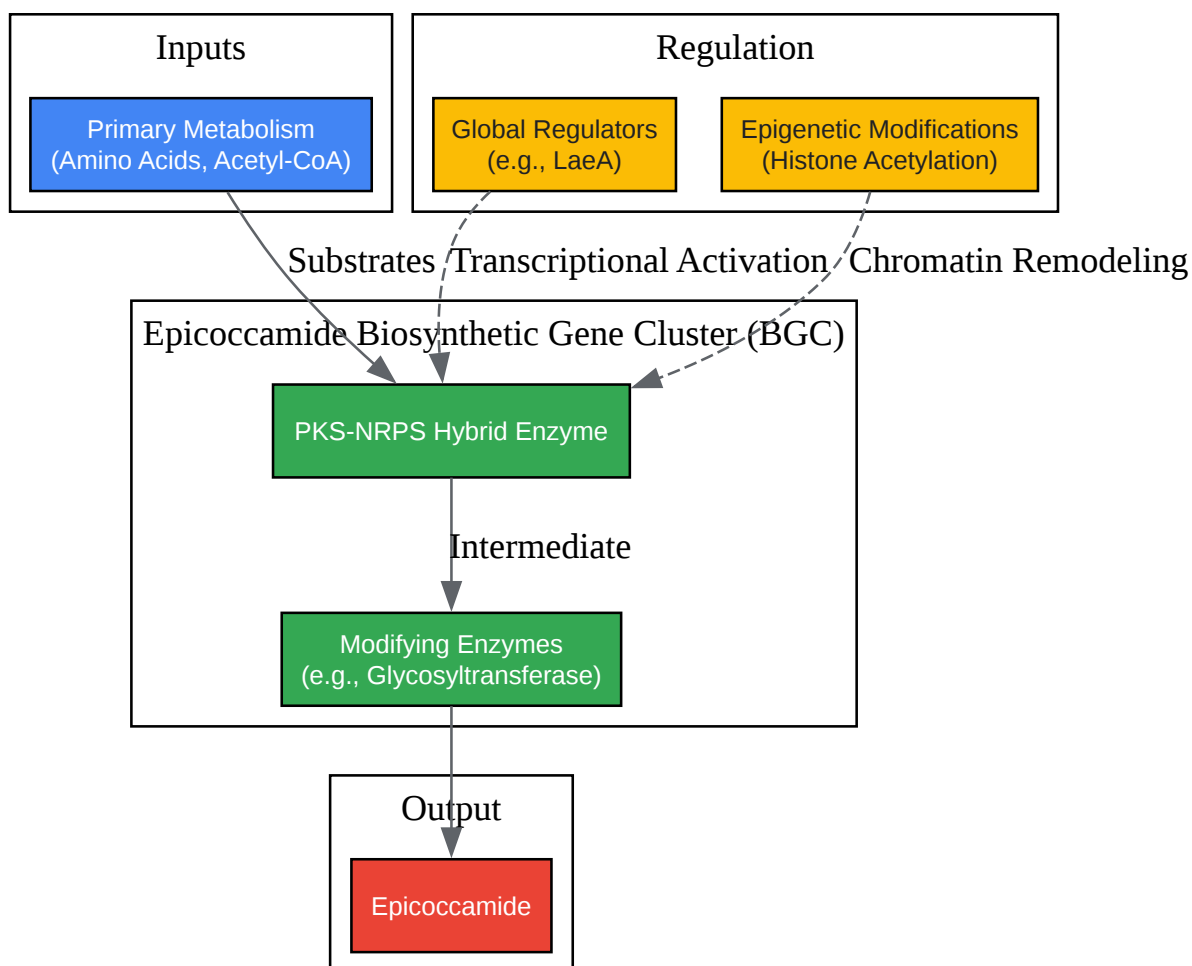 Inputs
Regulation
Primary Metabolism
(Amino Acids, Acetyl-CoA)
Global Regulators
(e.g., LaeA)
Epigenetic Modifications
(Histone Acetylation)
Substrates
Transcriptional Activation
Chromatin Remodeling
Epicoccamide Biosynthetic Gene Cluster (BGC)
PKS-NRPS Hybrid Enzyme
Intermediate
Modifying Enzymes
(e.g., Glycosyltransferase)
Output
Epicoccamide